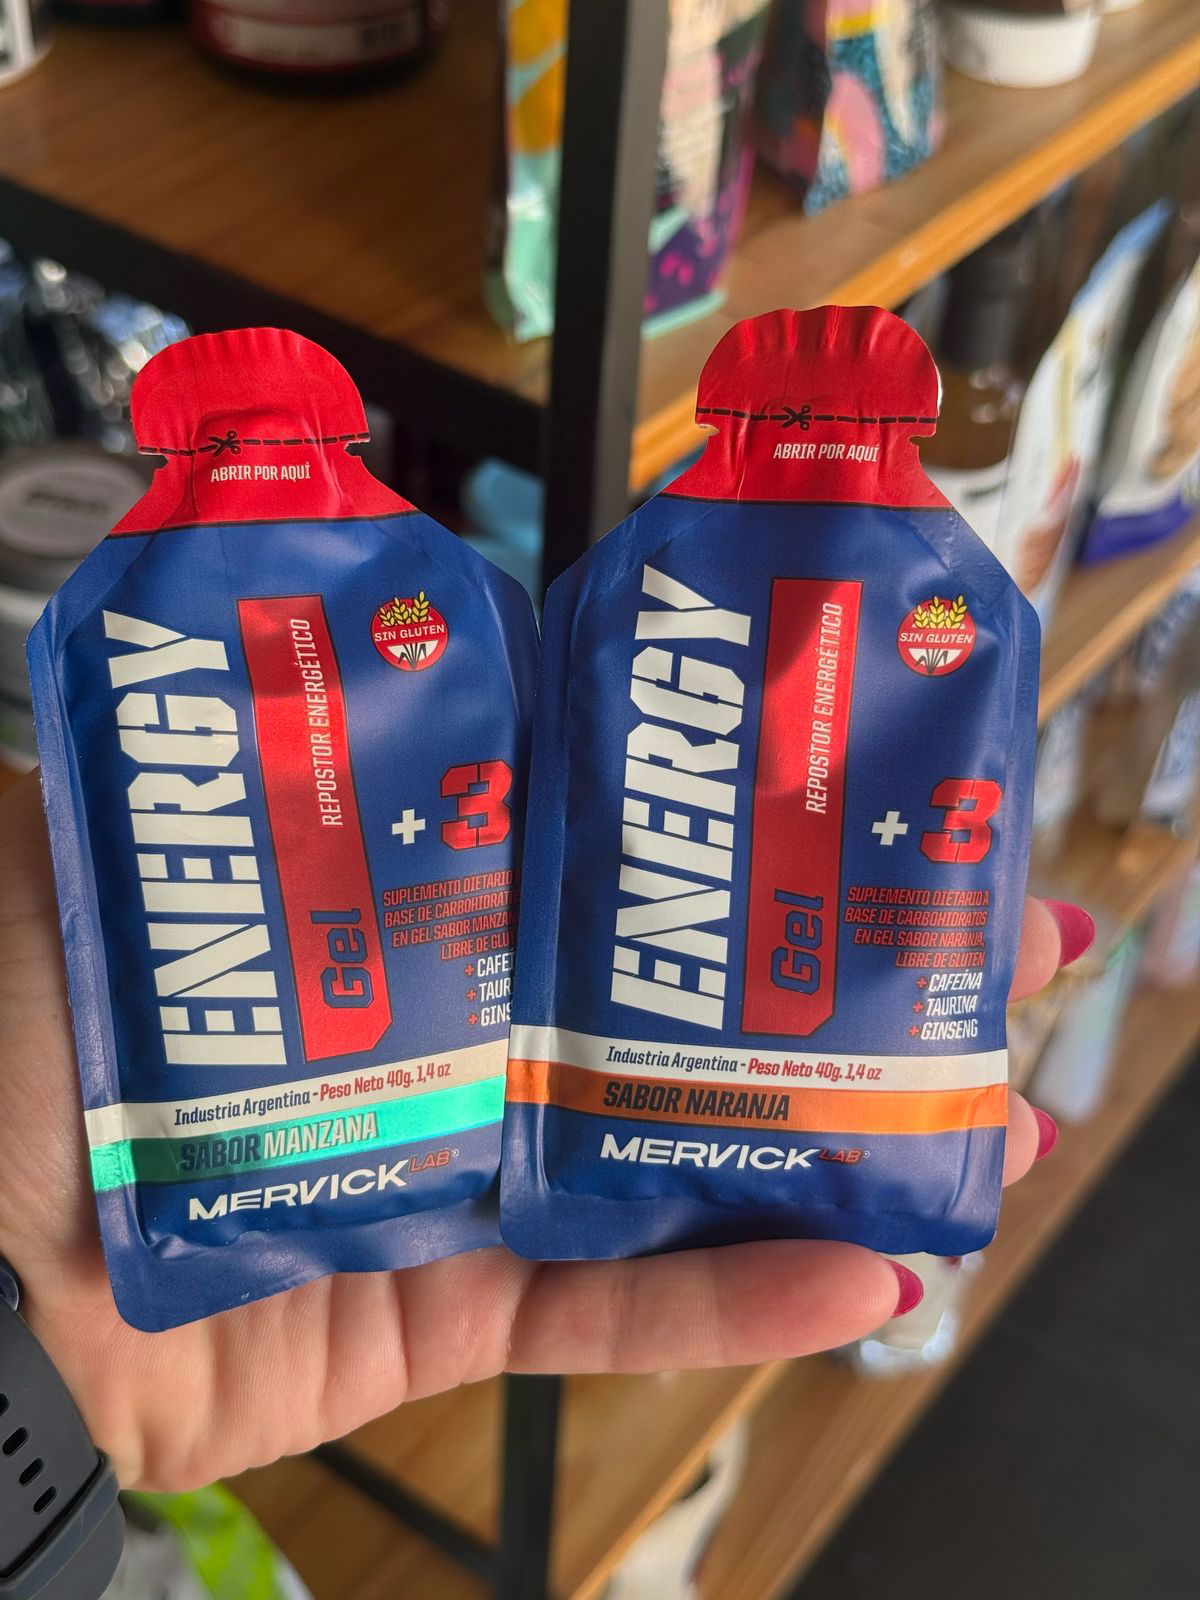 ABRIR POR AQUÍ
ENERGY
Gel
REPOSTOR ENERGÉTICO
SIN GLUTEN
+3
SUPLEMENTO DIETARIO
BASE DE CARBOHIDRATO
EN GEL SABOR MANZAN
LIBRE DE GLUT
+CAFEÍ
+TAUR
+GINS
Industria Argentina - Peso Neto 40g. 1,4 oz
SABOR MANZANA
MERVICK LAB®
ABRIR POR AQUÍ
ENERGY
Gel
REPOSTOR ENERGÉTICO
SIN GLUTEN
+3
SUPLEMENTO DIETARIO A
BASE DE CARBOHIDRATOS
EN GEL SABOR NARANJA,
LIBRE DE GLUTEN
+CAFEÍNA
+TAURINA
+GINSENG
Industria Argentina - Peso Neto 40g. 1,4 oz
SABOR NARANJA
MERVICK LAB®